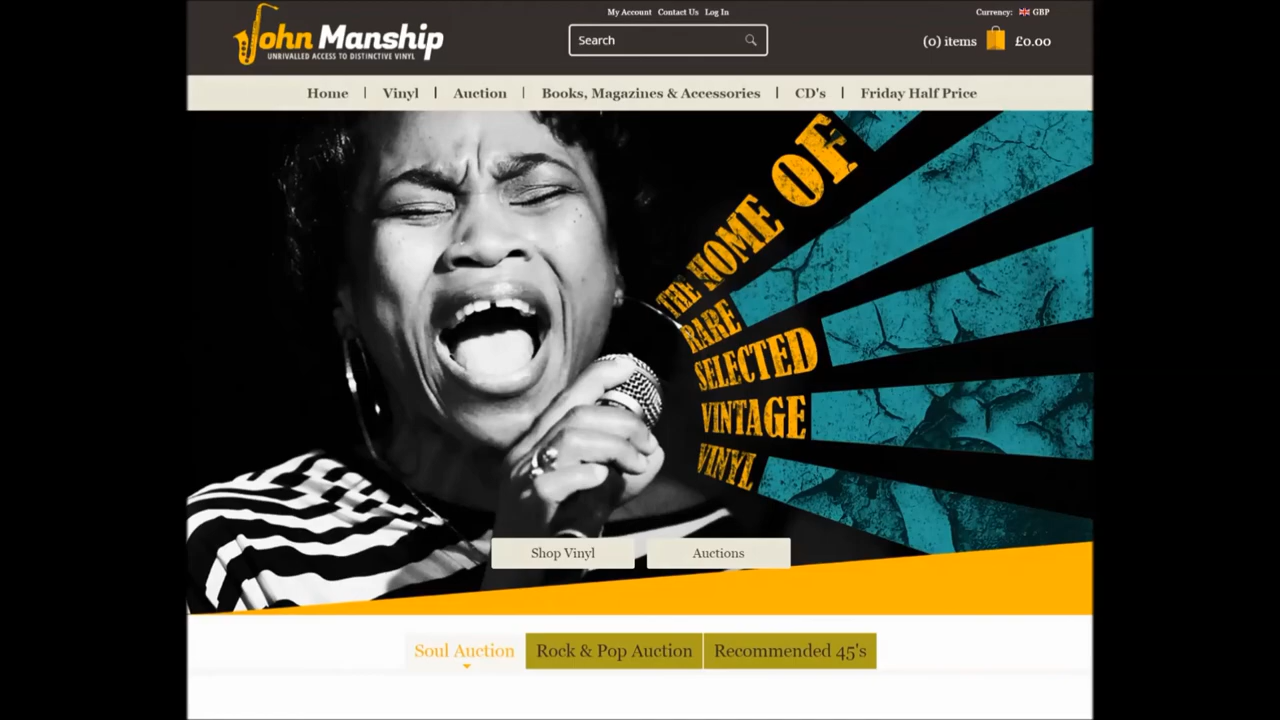 My Account Contact Us Log In
Currency: GBP
John Manship
UNRIVALLED ACCESS TO DISTINCTIVE VINYL
Search
(0) items £0.00
Home | Vinyl | Auction | Books, Magazines & Accessories | CD's | Friday Half Price
THE HOME OF
RARE
SELECTED
VINTAGE
VINYL
Shop Vinyl
Auctions
Soul Auction
Rock & Pop Auction
Recommended 45's